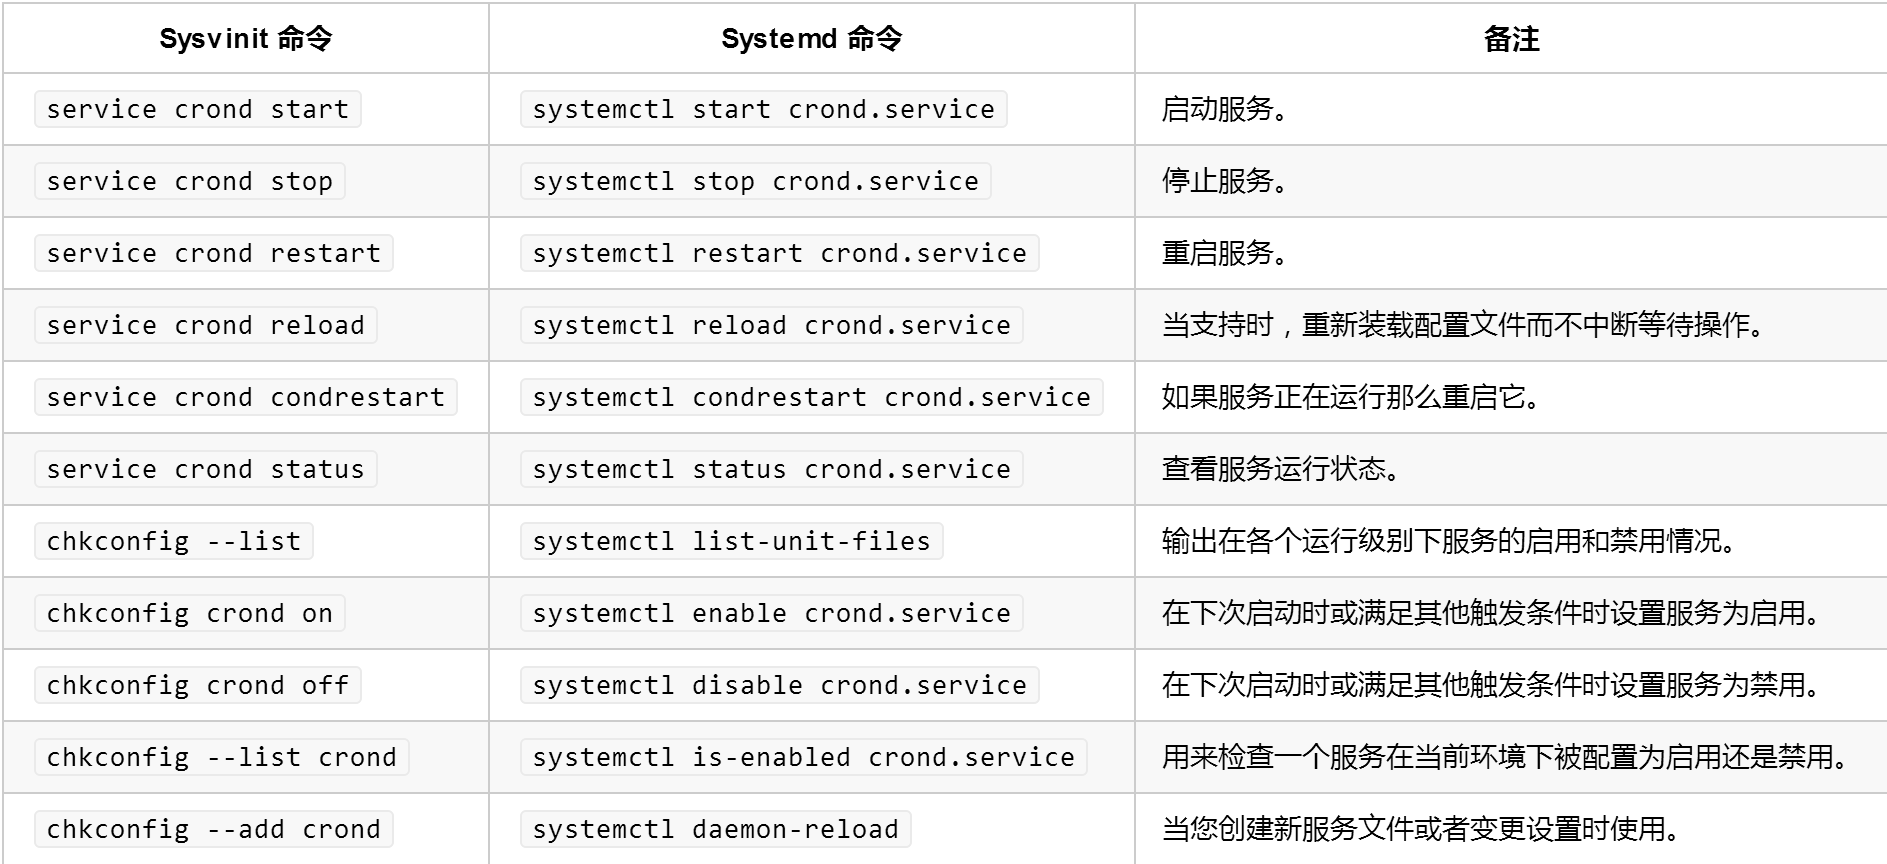 Sysvinit 命令 Systemd 命令 备注
service crond start systemctl start crond.service 启动服务。
service crond stop systemctl stop crond.service 停止服务。
service crond restart systemctl restart crond.service 重启服务。
service crond reload systemctl reload crond.service 当支持时，重新装载配置文件而不中断等待操作。
service crond condrestart systemctl condrestart crond.service 如果服务正在运行那么重启它。
service crond status systemctl status crond.service 查看服务运行状态。
chkconfig --list systemctl list-unit-files 输出在各个运行级别下服务的启用和禁用情况。
chkconfig crond on systemctl enable crond.service 在下次启动时或满足其他触发条件时设置服务为启用。
chkconfig crond off systemctl disable crond.service 在下次启动时或满足其他触发条件时设置服务为禁用。
chkconfig --list crond systemctl is-enabled crond.service 用来检查一个服务在当前环境下被配置为启用还是禁用。
chkconfig --add crond systemctl daemon-reload 当您创建新服务文件或者变更设置时使用。